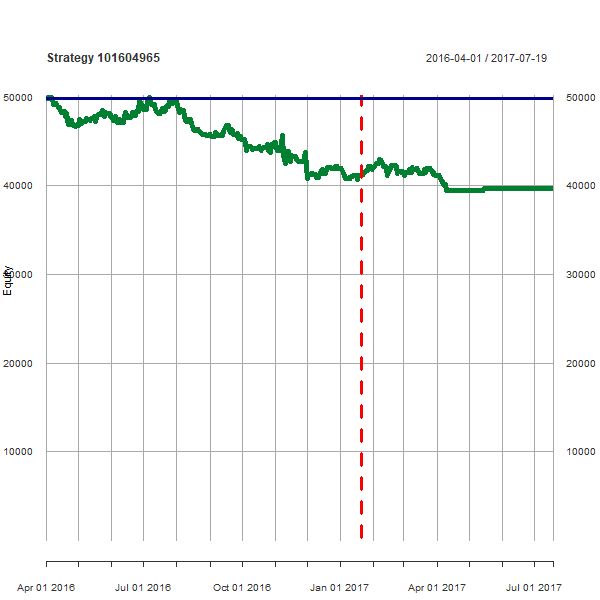 Strategy 101604965
2016-04-01 / 2017-07-19
50000
50000
40000
40000
Equity
30000
30000
20000
20000
10000
10000
Apr 01 2016
Jul 01 2016
Oct 01 2016
Jan 01 2017
Apr 01 2017
Jul 01 2017